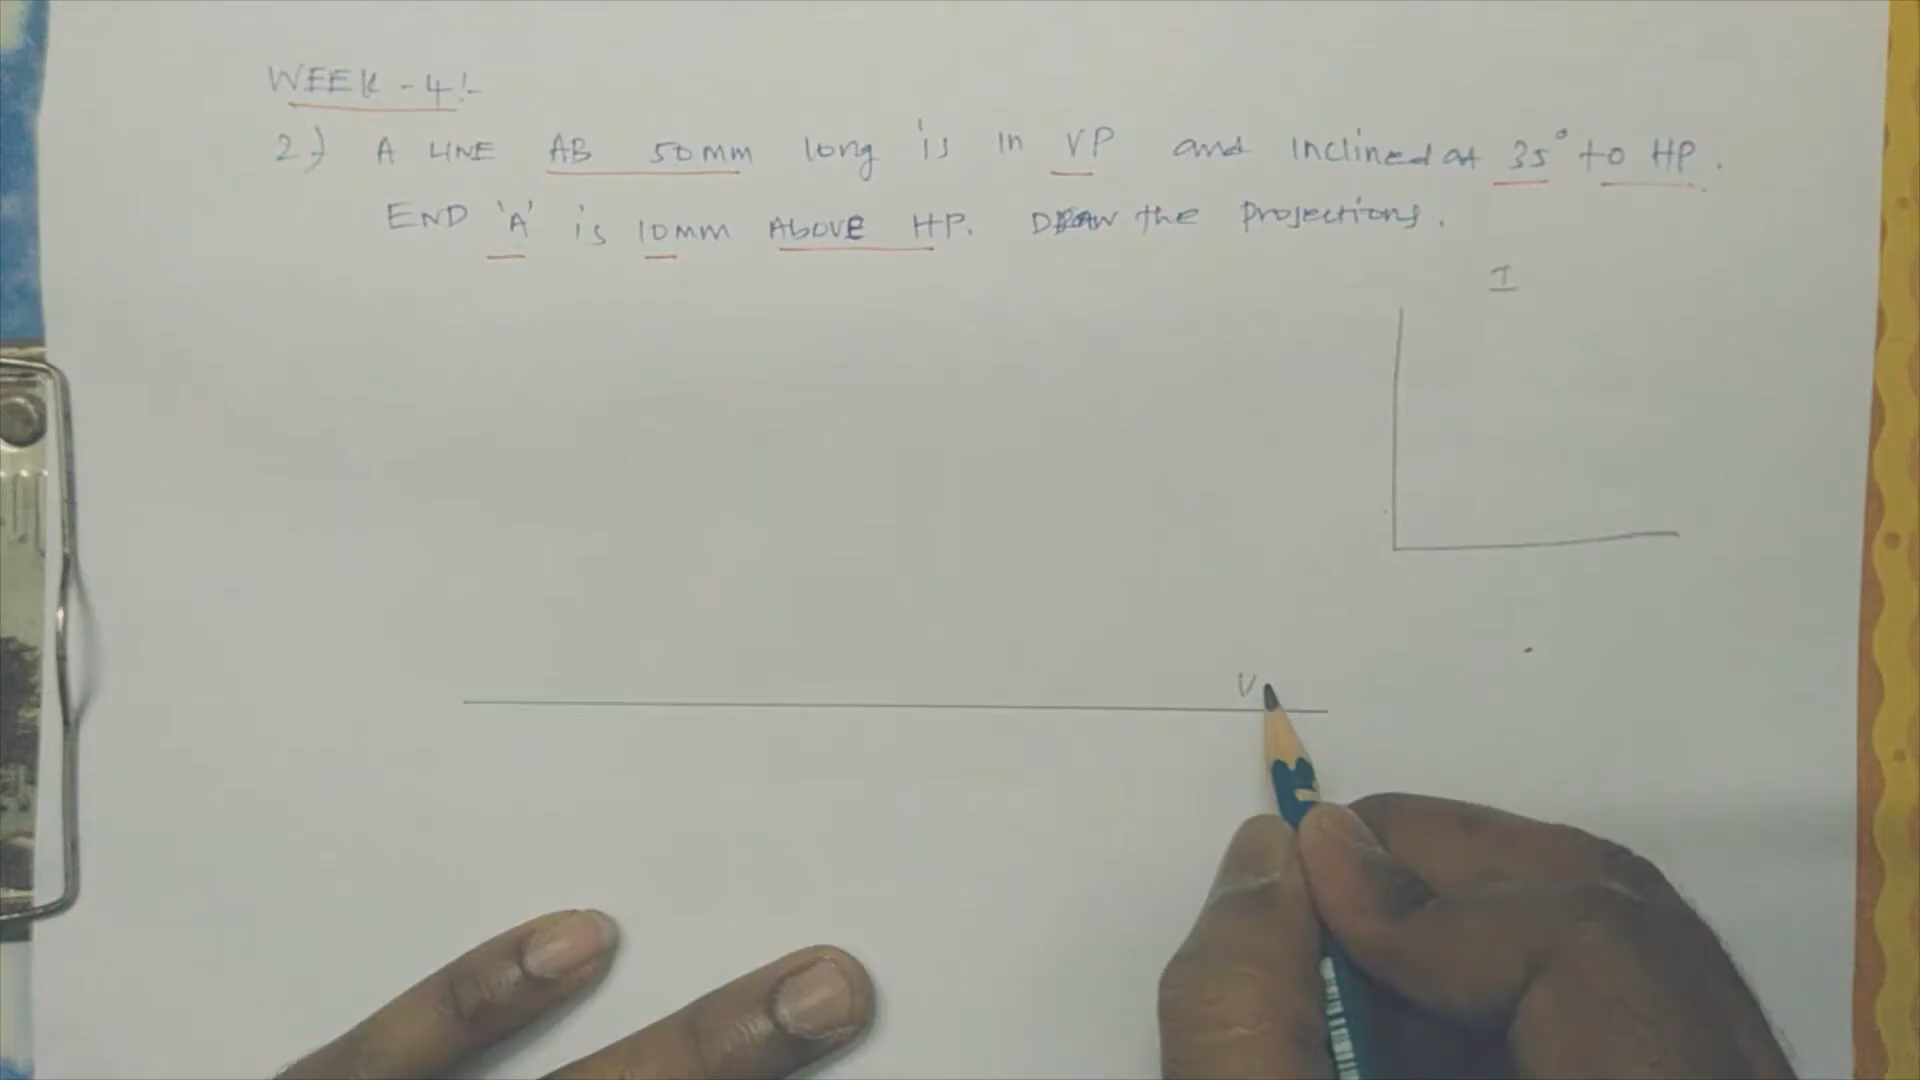 WEEK - 4!-
2) A LINE AB 50mm long is in VP and inclined at 35° to HP.
END 'A' is 10mm Above HP. DRAW the projections.
I
V